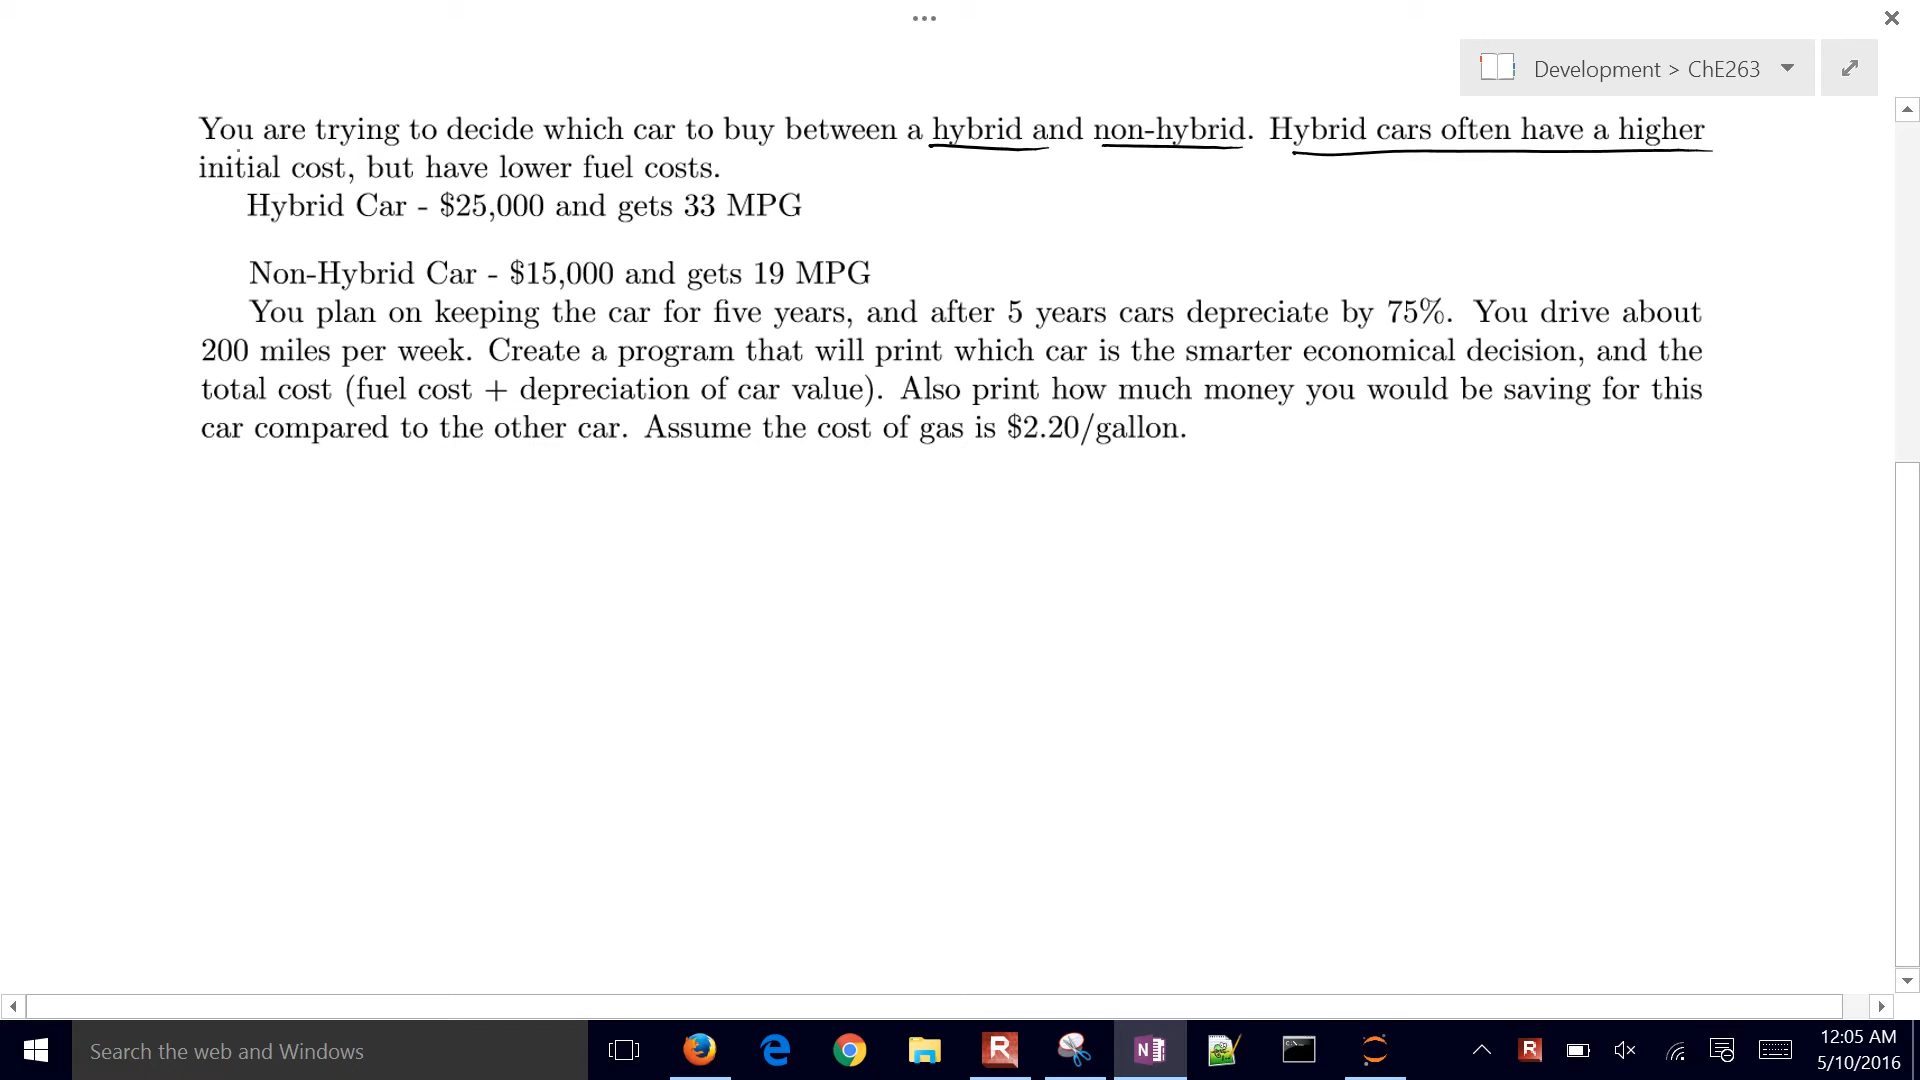 Development > ChE263
You are trying to decide which car to buy between a hybrid and non-hybrid. Hybrid cars often have a higher
initial cost, but have lower fuel costs.
Hybrid Car - $25,000 and gets 33 MPG
Non-Hybrid Car - $15,000 and gets 19 MPG
You plan on keeping the car for five years, and after 5 years cars depreciate by 75%. You drive about
200 miles per week. Create a program that will print which car is the smarter economical decision, and the
total cost (fuel cost + depreciation of car value). Also print how much money you would be saving for this
car compared to the other car. Assume the cost of gas is $2.20/gallon.
Search the web and Windows
12:05 AM
5/10/2016